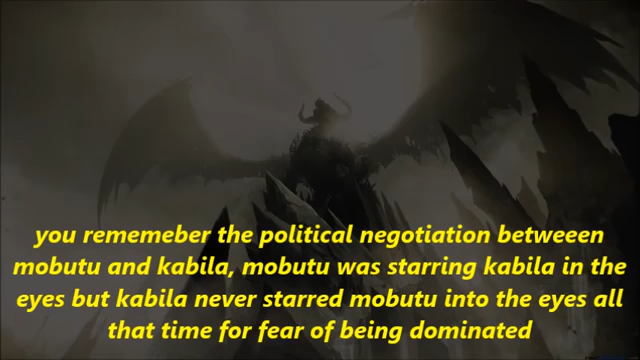 you rememeber the political negotiation betweeen
mobutu and kabila, mobutu was starring kabila in the
eyes but kabila never starred mobutu into the eyes all
that time for fear of being dominated